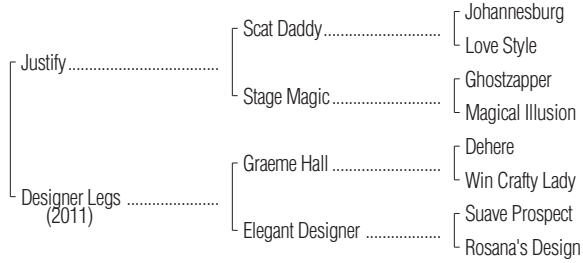 Johannesburg
Scat Daddy
Love Style
Justify
Ghostzapper
Stage Magic
Magical Illusion
Dehere
Graeme Hall
Win Crafty Lady
Designer Legs
(2011)
Suave Prospect
Elegant Designer
Rosana's Design